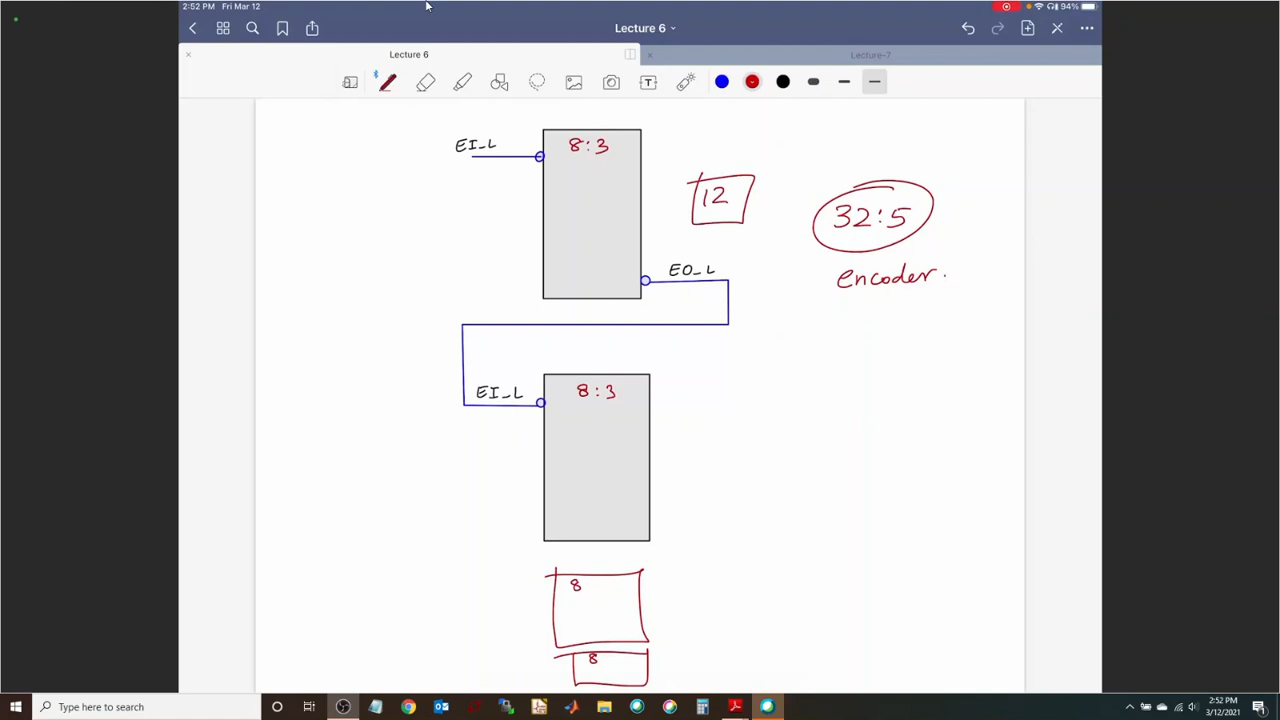 2:52 PM Fri Mar 12
94%
Lecture 6
Lecture 6
Lecture-7
T
EI_L
8:3
12
32:5
EO_L
encoder.
EI_L
8:3
8
8
Type here to search
2:52 PM
3/12/2021